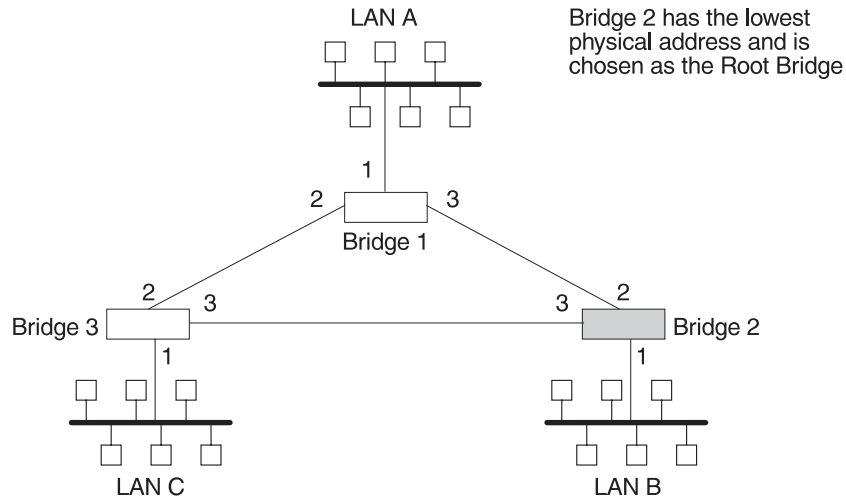 LAN A
Bridge 2 has the lowest
physical address and is
chosen as the Root Bridge
1
2
3
Bridge 1
2
3
3
2
Bridge 3
Bridge 2
1
1
LAN C
LAN B